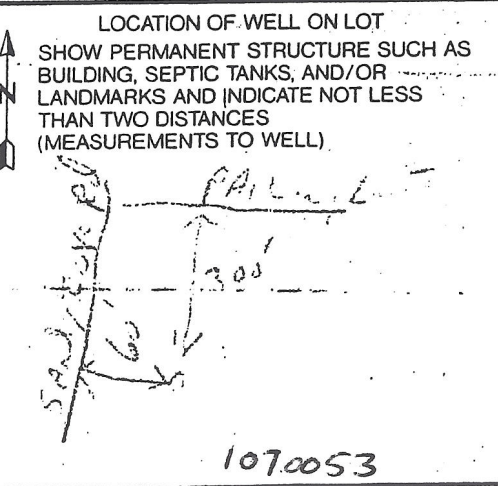 LOCATION OF WELL ON LOT
SHOW PERMANENT STRUCTURE SUCH AS
BUILDING, SEPTIC TANKS, AND/OR
LANDMARKS AND INDICATE NOT LESS
THAN TWO DISTANCES
(MEASUREMENTS TO WELL)
N
300'
60'
1070053